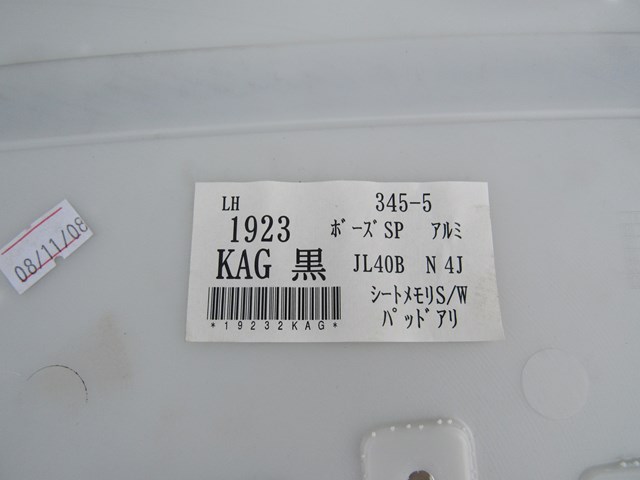 LH 345-5
1923 ﾎﾞｰｽﾞSP ｱﾙﾐ
KAG 黒 JL40B N 4J
ｼｰﾄﾒﾓﾘS/W
ﾊﾟｯﾄﾞｱﾘ
*19232KAG*
08/11/08